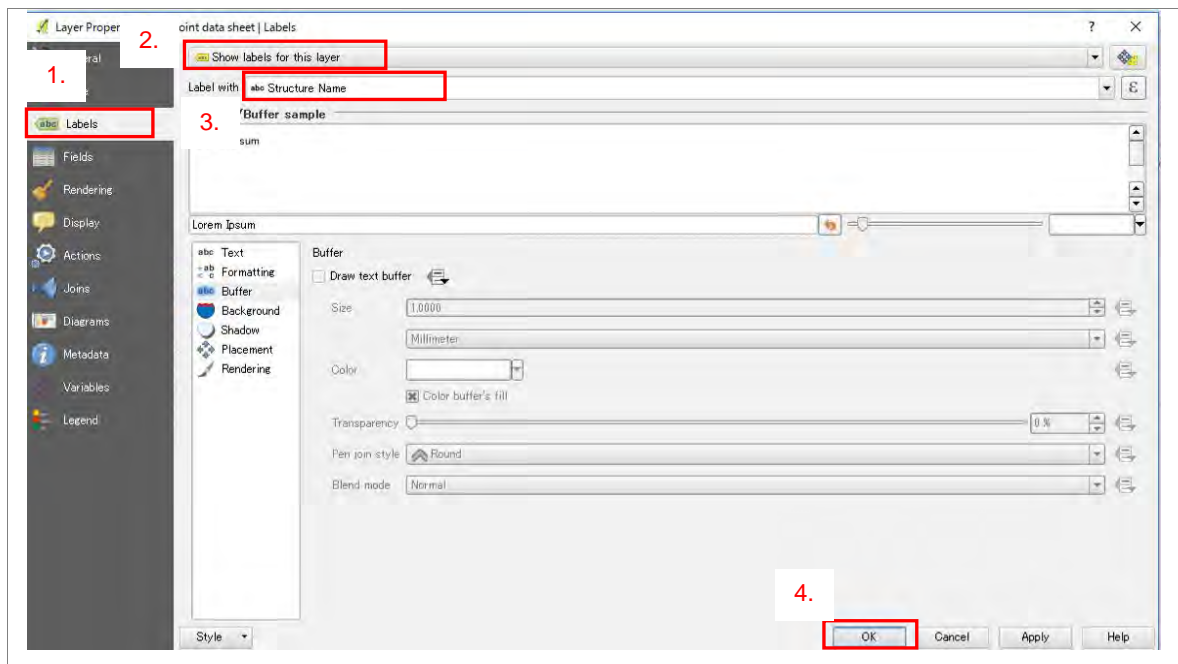 Layer Proper
oint data sheet | Labels
? ×
2.
Show labels for this layer
1.
Label with abc Structure Name ε
3.
/Buffer sample
abc Labels
sum
Fields
Rendering
Display
Lorem Ipsum
Actions
Joins
Diagrams
Metadata
Variables
Legend
abc Text
Formatting
abc Buffer
Background
Shadow
Placement
Rendering
Buffer
Draw text buffer
Size 1.0000
Millimeter
Color
Color buffer's fill
Transparency 0 %
Pen join style Round
Blend mode Normal
4.
Style
OK Cancel Apply Help